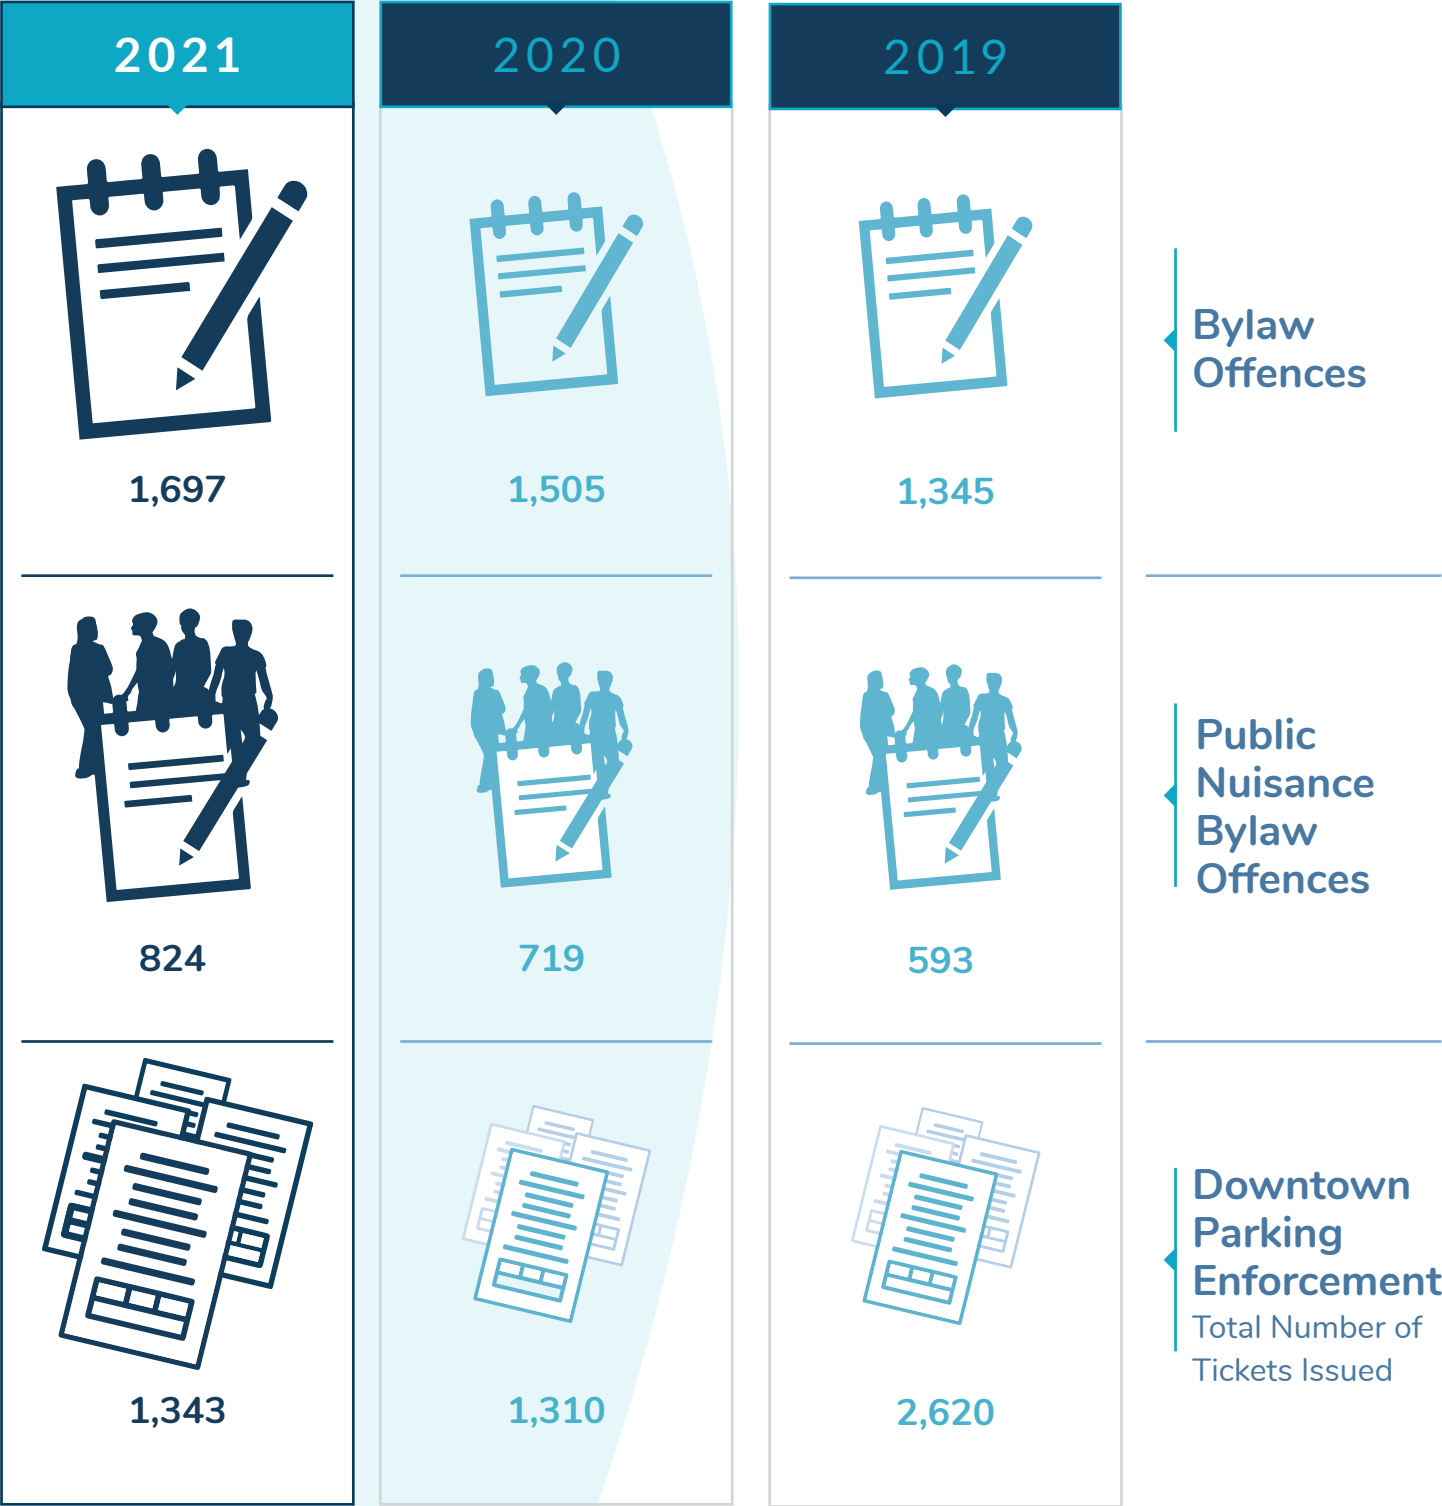 2021
2020
2019
1,697
1,505
1,345
Bylaw
Offences
824
719
593
Public
Nuisance
Bylaw
Offences
1,343
1,310
2,620
Downtown
Parking
Enforcement
Total Number of
Tickets Issued